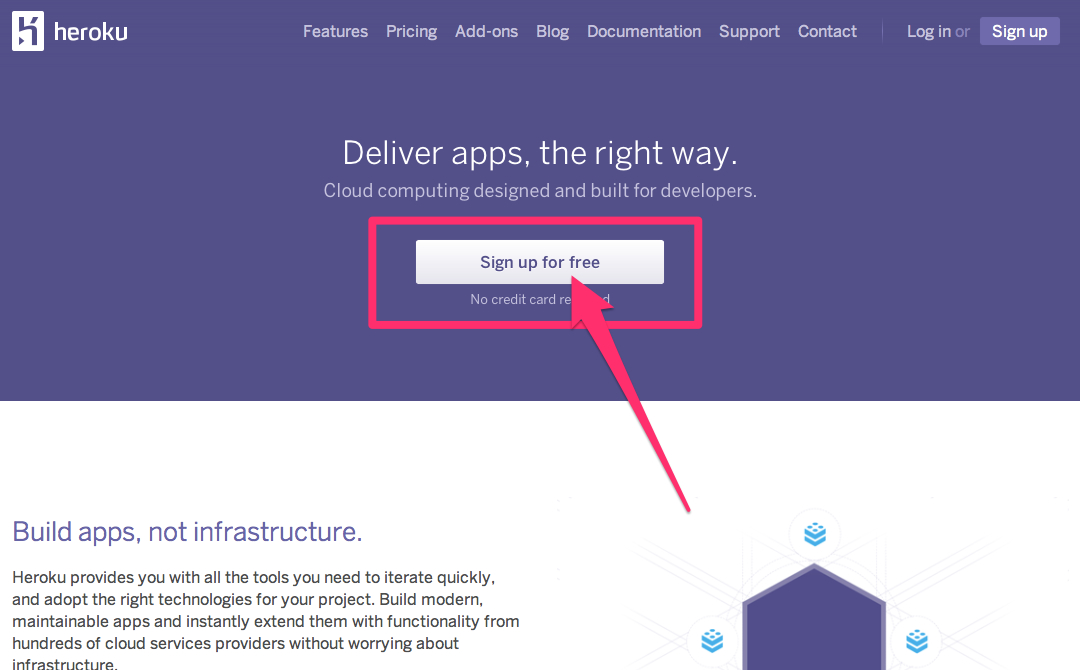 heroku
Features Pricing Add-ons Blog Documentation Support Contact Log in or Sign up
Deliver apps, the right way.
Cloud computing designed and built for developers.
Sign up for free
No credit card
Build apps, not infrastructure.
Heroku provides you with all the tools you need to iterate quickly,
and adopt the right technologies for your project. Build modern,
maintainable apps and instantly extend them with functionality from
hundreds of cloud services providers without worrying about
infrastructure.